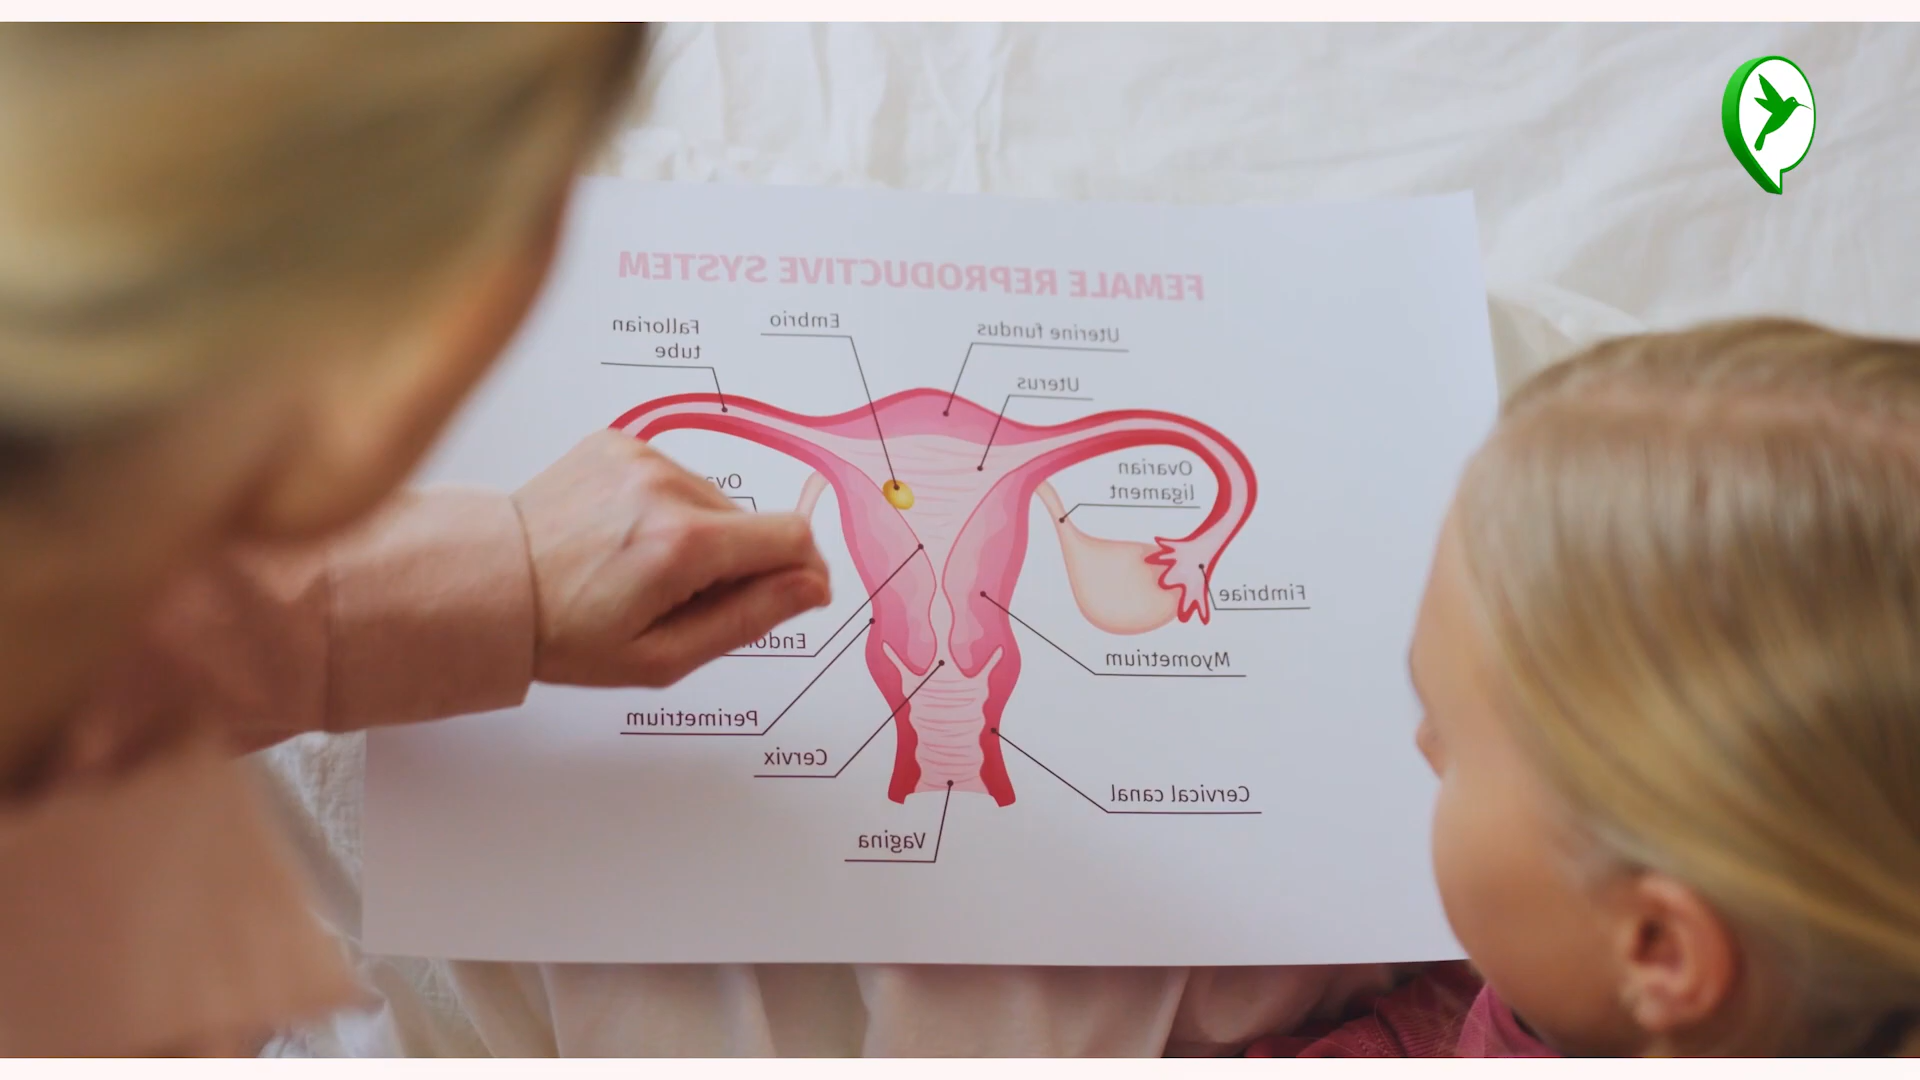 FEMALE REPRODUCTIVE SYSTEM
Fallorian
tube
Embrio
Uterine fundus
Uterus
Ovarian
ligament
Fimbriae
Myometrium
Perimetrium
Cervix
Cervical canal
Vagina